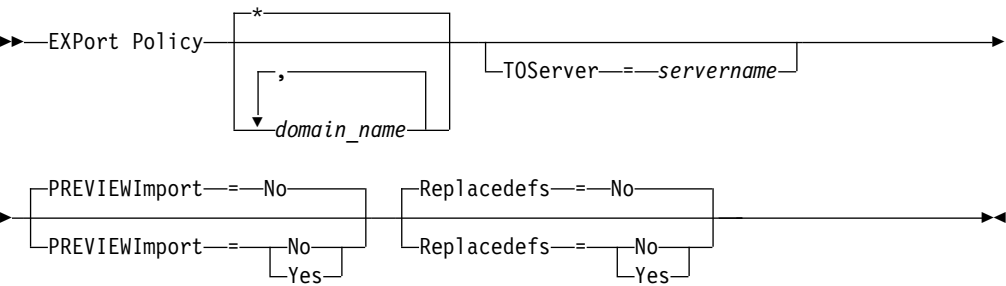 *
EXPort Policy
,
TOServer = servername
domain_name
PREVIEWImport = No Replacedefs = No
PREVIEWImport = No Replacedefs = No
Yes Yes